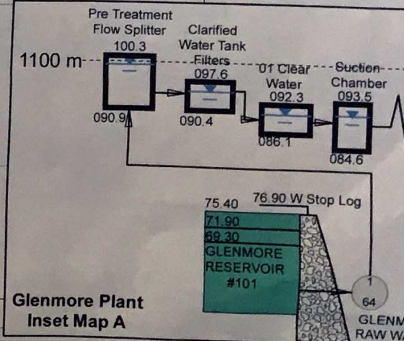 Pre Treatment
Flow Splitter
100.3
Clarified
Water Tank
Filters
097.6
1100 m
01 Clear
Water
092.3
Suction
Chamber
093.5
090.9
090.4
086.1
084.6
75.40
76.90 W Stop Log
71.90
69.30
GLENMORE
RESERVOIR
#101
1
64
Glenmore Plant
Inset Map A
GLENM
RAW WA